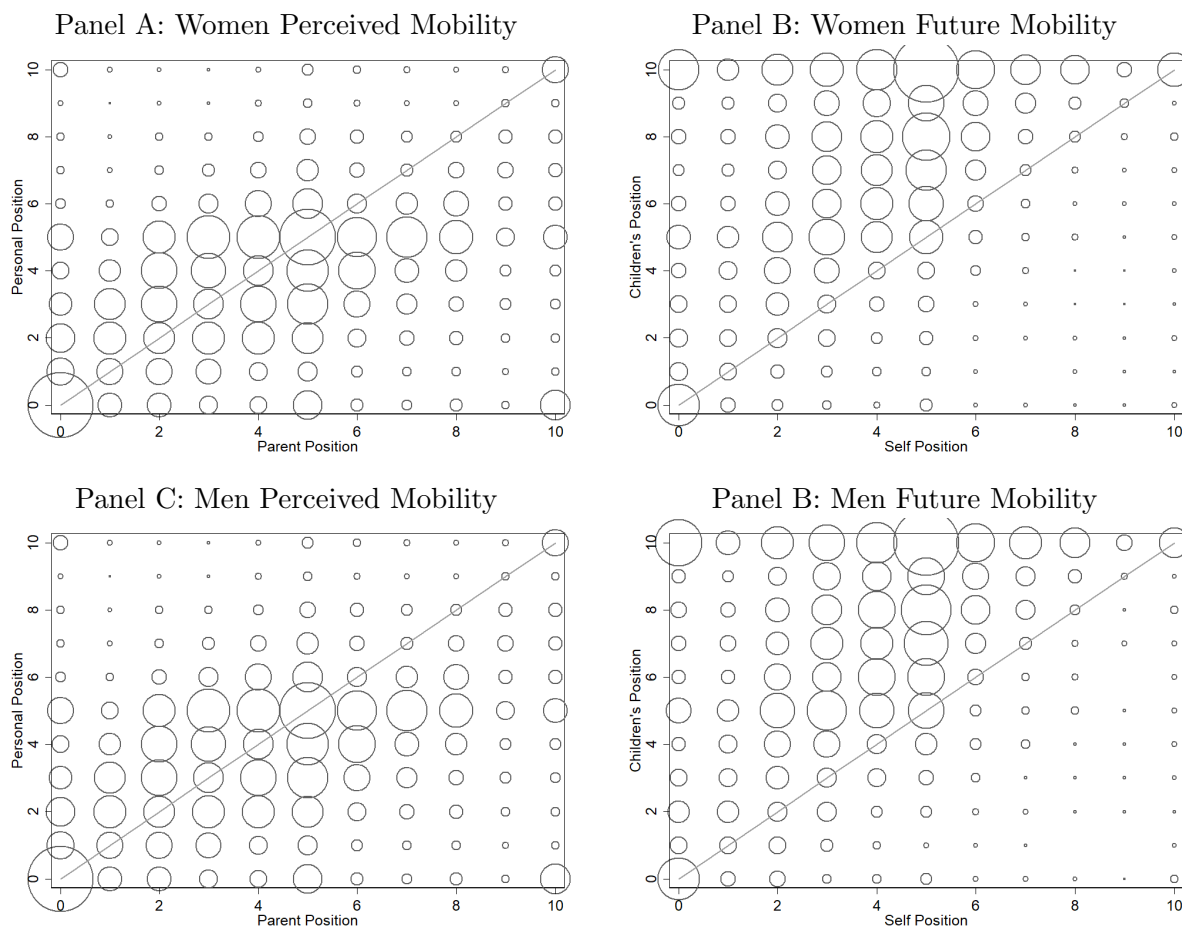 Panel A: Women Perceived Mobility
Personal Position
10
8
6
4
2
0
0 2 4 6 8 10
Parent Position
Panel B: Women Future Mobility
Children's Position
10
8
6
4
2
0
0 2 4 6 8 10
Self Position
Panel C: Men Perceived Mobility
Personal Position
10
8
6
4
2
0
0 2 4 6 8 10
Parent Position
Panel B: Men Future Mobility
Children's Position
10
8
6
4
2
0
0 2 4 6 8 10
Self Position